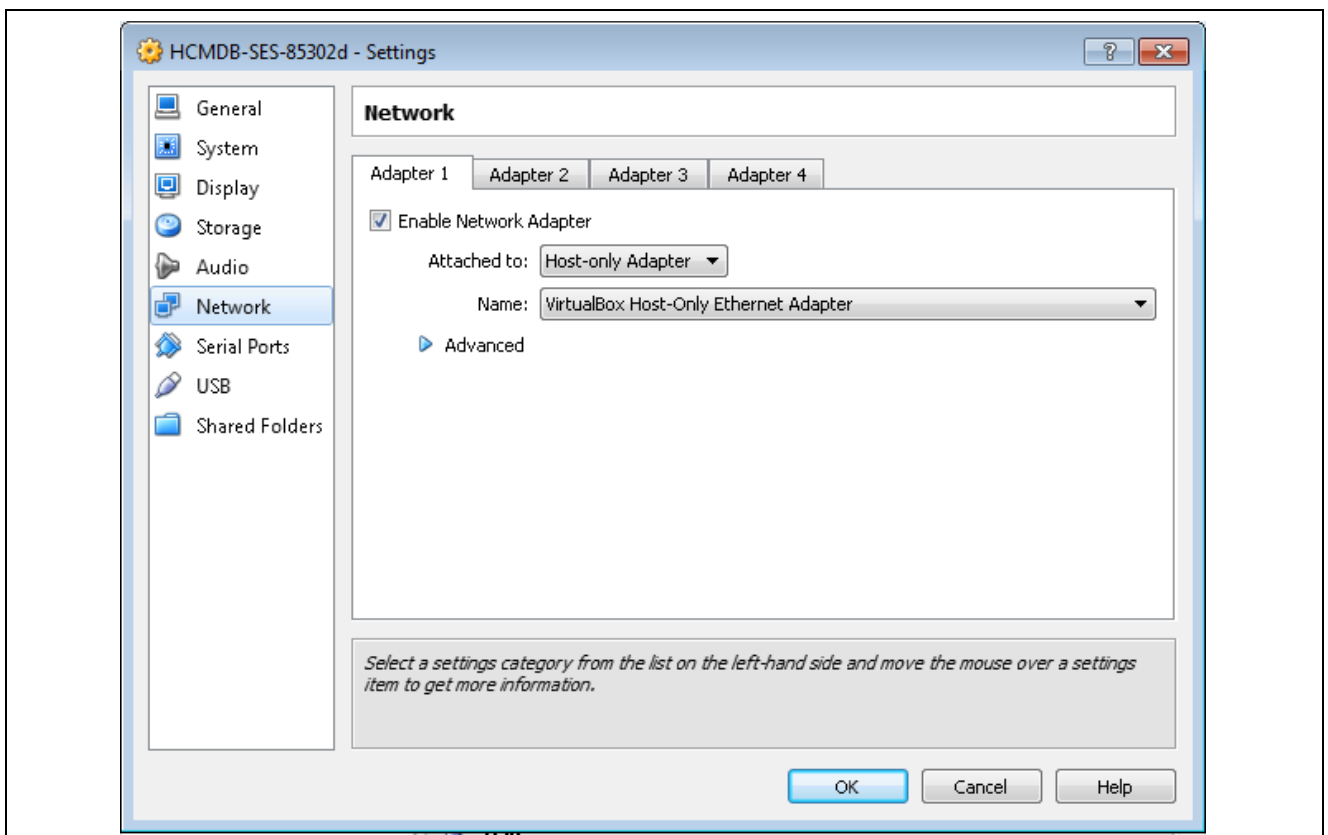 HCMDB-SES-85302d - Settings
General
System
Display
Storage
Audio
Network
Serial Ports
USB
Shared Folders
Network
Adapter 1 Adapter 2 Adapter 3 Adapter 4
Enable Network Adapter
Attached to: Host-only Adapter
Name: VirtualBox Host-Only Ethernet Adapter
Advanced
Select a settings category from the list on the left-hand side and move the mouse over a settings
item to get more information.
OK Cancel Help